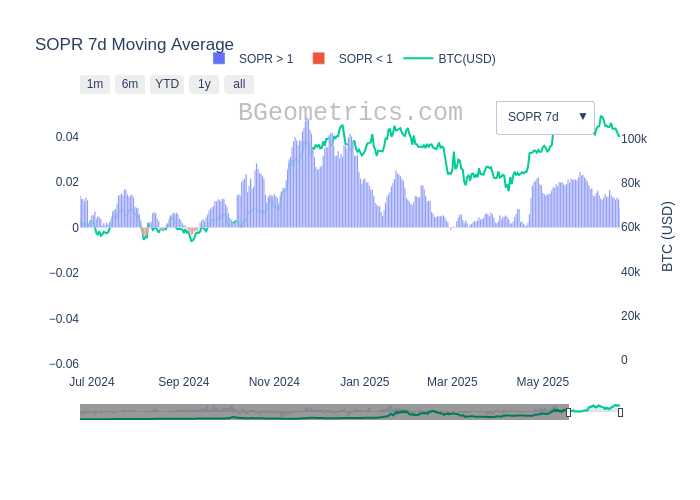 SOPR 7d Moving Average
SOPR > 1 SOPR < 1 BTC(USD)
1m 6m YTD 1y all
BGeometrics.com
SOPR 7d ▼
0.04
0.02
0
−0.02
−0.04
−0.06
100k
80k
60k
40k
20k
0
BTC (USD)
Jul 2024 Sep 2024 Nov 2024 Jan 2025 Mar 2025 May 2025